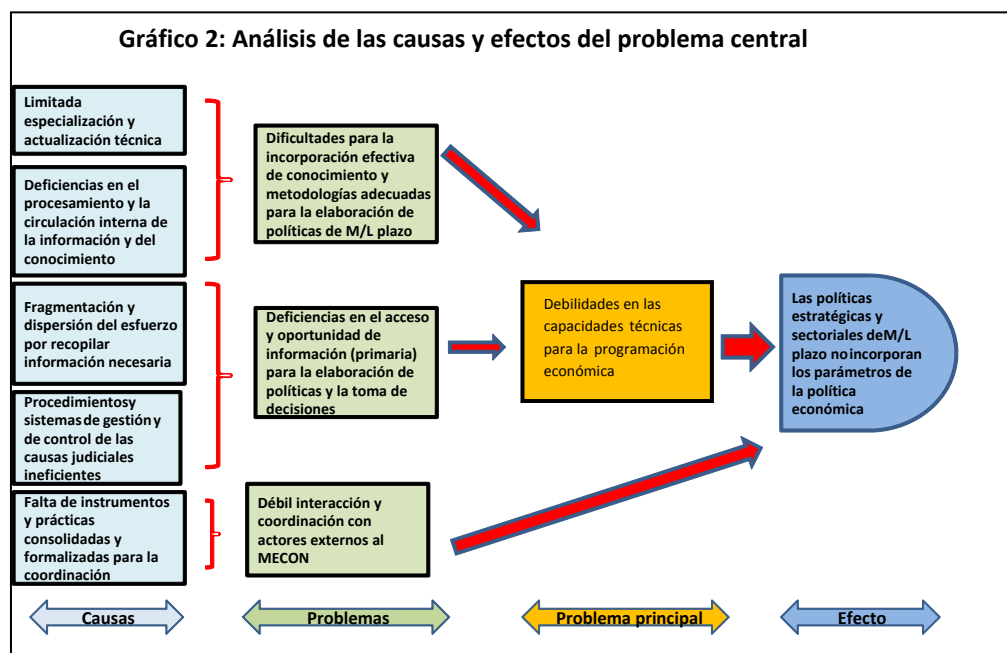 Gráfico 2: Análisis de las causas y efectos del problema central
Limitada
especialización y
actualización técnica
Deficiencias en el
procesamiento y la
circulación interna de
la información y del
conocimiento
Fragmentación y
dispersión del esfuerzo
por recopilar
información necesaria
Procedimientosy
sistemas de gestión y
de control de las
causas judiciales
ineficientes
Falta de instrumentos
y prácticas
consolidadas y
formalizadas para la
coordinación
Dificultades para la
incorporación efectiva
de conocimiento y
metodologías adecuadas
para la elaboración de
políticas de M/L plazo
Deficiencias en el acceso
y oportunidad de
información (primaria)
para la elaboración de
políticas y la toma de
decisiones
Débil interacción y
coordinación con
actores externos al
MECON
Debilidades en las
capacidades técnicas
para la programación
económica
Las políticas
estratégicas y
sectoriales de M/L
plazo no incorporan
los parámetros de
la política
económica
Causas
Problemas
Problema principal
Efecto